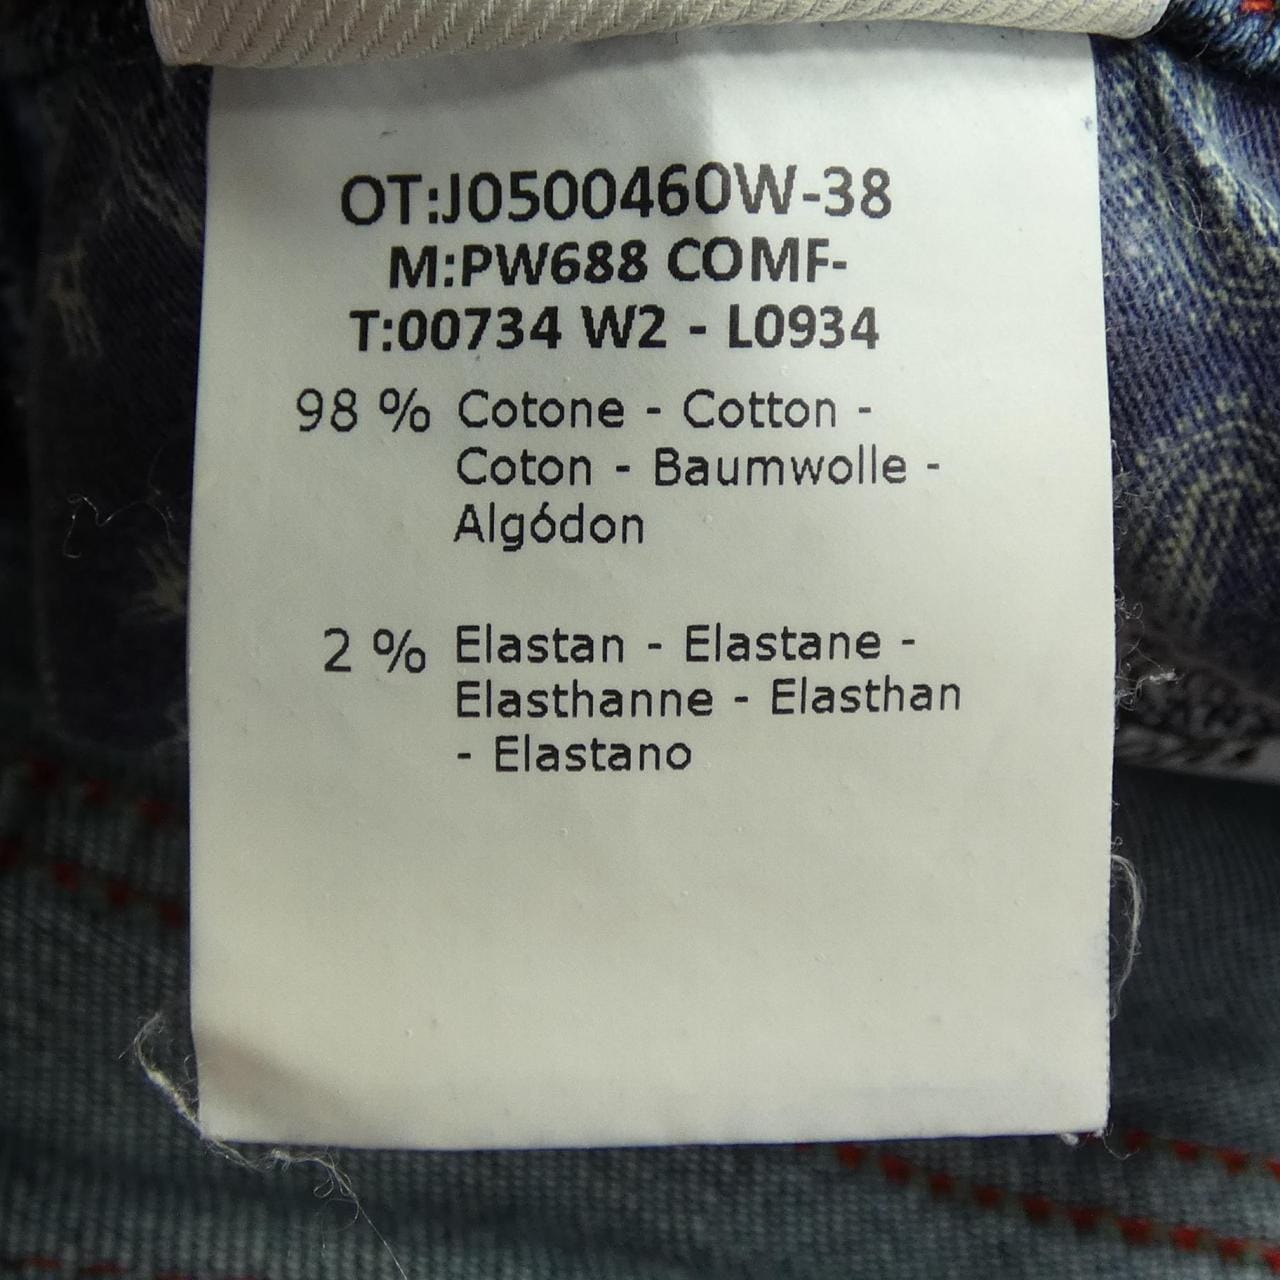 OT:J0500460W-38
M:PW688 COMF-
T:00734 W2 - L0934
98 % Cotone - Cotton -
Coton - Baumwolle -
Algódon
2 % Elastan - Elastane -
Elasthanne - Elasthan
- Elastano